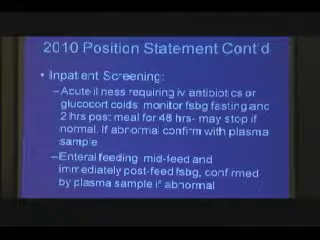 2010 Position Statement Cont'd
• Inpatient Screening:
–Acute illness requiring iv antibiotics or
glucocorticoids: monitor fsbg fasting and
2 hrs post meal for 48 hrs- may stop if
normal. If abnormal confirm with plasma
sample
–Enteral feeding: mid-feed and
immediately post-feed fsbg, confirmed
by plasma sample if abnormal